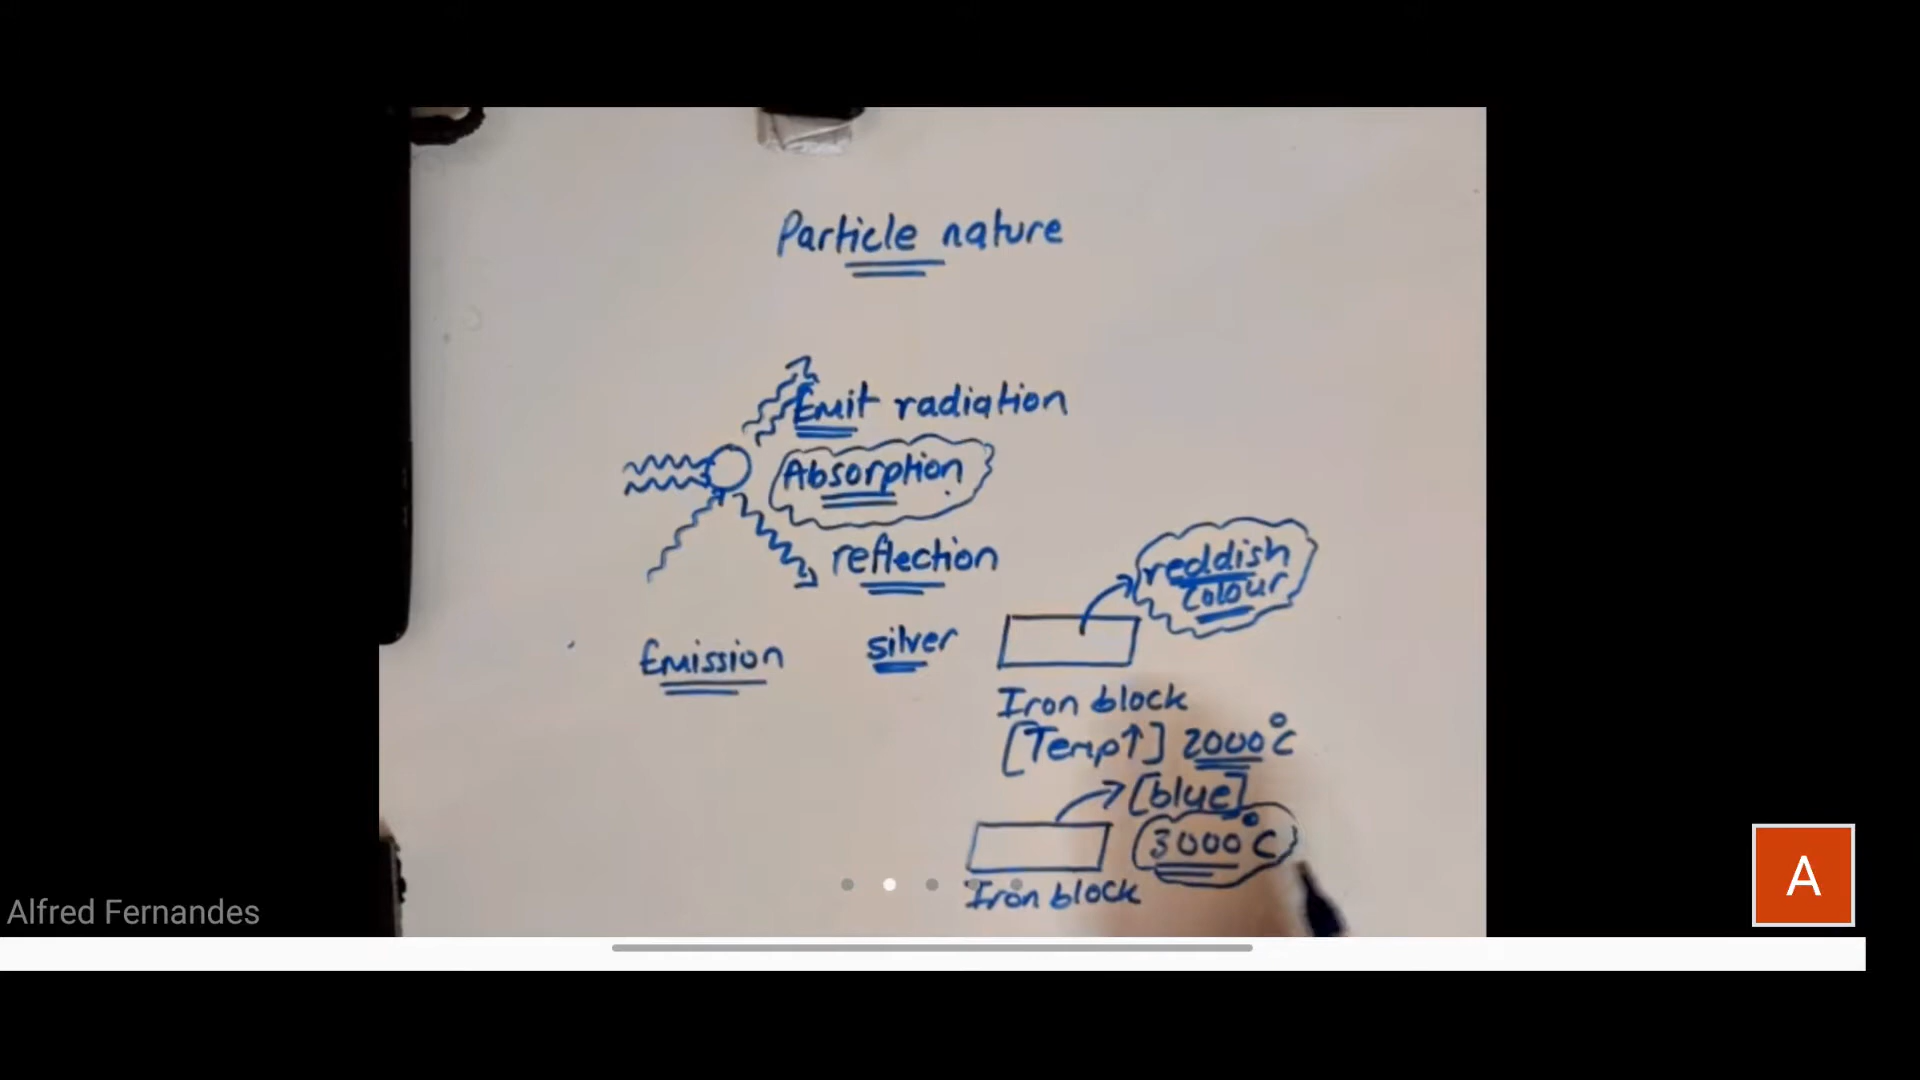 Particle nature
Emit radiation
Absorption
reflection
reddish
colour
Emission
silver
Iron block
[Temp↑] 2000°C
[blue]
3000°C
Iron block
Alfred Fernandes
A